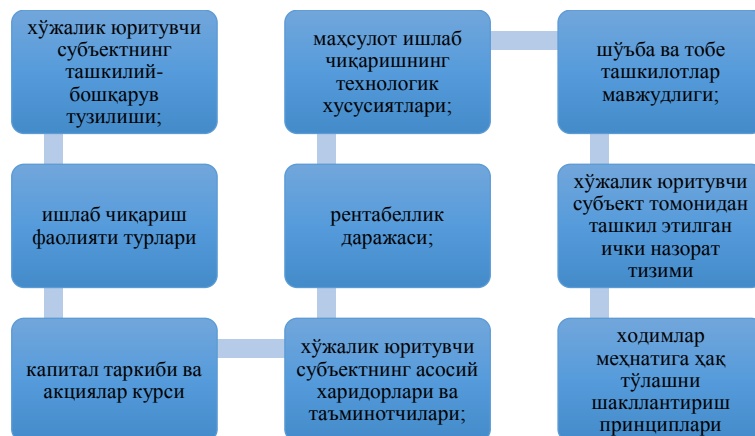 хўжалик юритувчи
субъектнинг
ташкилий-
бошқарув
тузилиши;
ишлаб чиқариш
фаолияти турлари
капитал таркиби ва
акциялар курси
хўжалик юритувчи
субъектнинг асосий
харидорлари ва
таъминотчилари;
рентабеллик
даражаси;
маҳсулот ишлаб
чиқаришнинг
технологик
хусусиятлари;
шўъба ва тобе
ташкилотлар
мавжудлиги;
хўжалик юритувчи
субъект томонидан
ташкил этилган
ички назорат
тизими
ходимлар
меҳнатига ҳақ
тўлашни
шакллантириш
принциплари